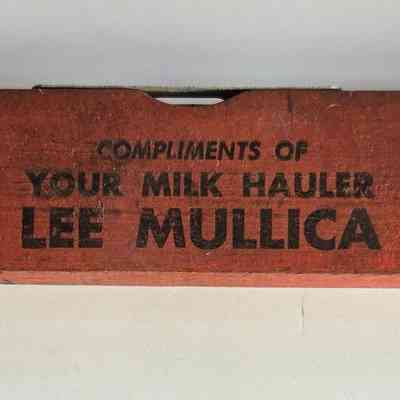 COMPLIMENTS OF
YOUR MILK HAULER
LEE MULLICA